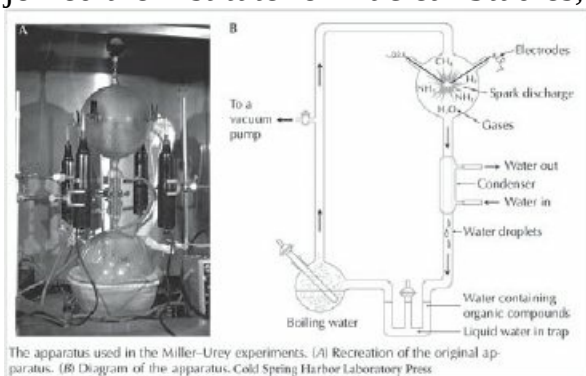 A
B
Electrodes
CH₄
H₂
NH₃
NH₃
H₂O
Spark discharge
Gases
To a
vacuum
pump
Water out
Condenser
Water in
Water droplets
Boiling water
Water containing
organic compounds
Liquid water in trap
The apparatus used in the Miller–Urey experiments. (A) Recreation of the original ap-
paratus. (B) Diagram of the apparatus. Cold Spring Harbor Laboratory Press